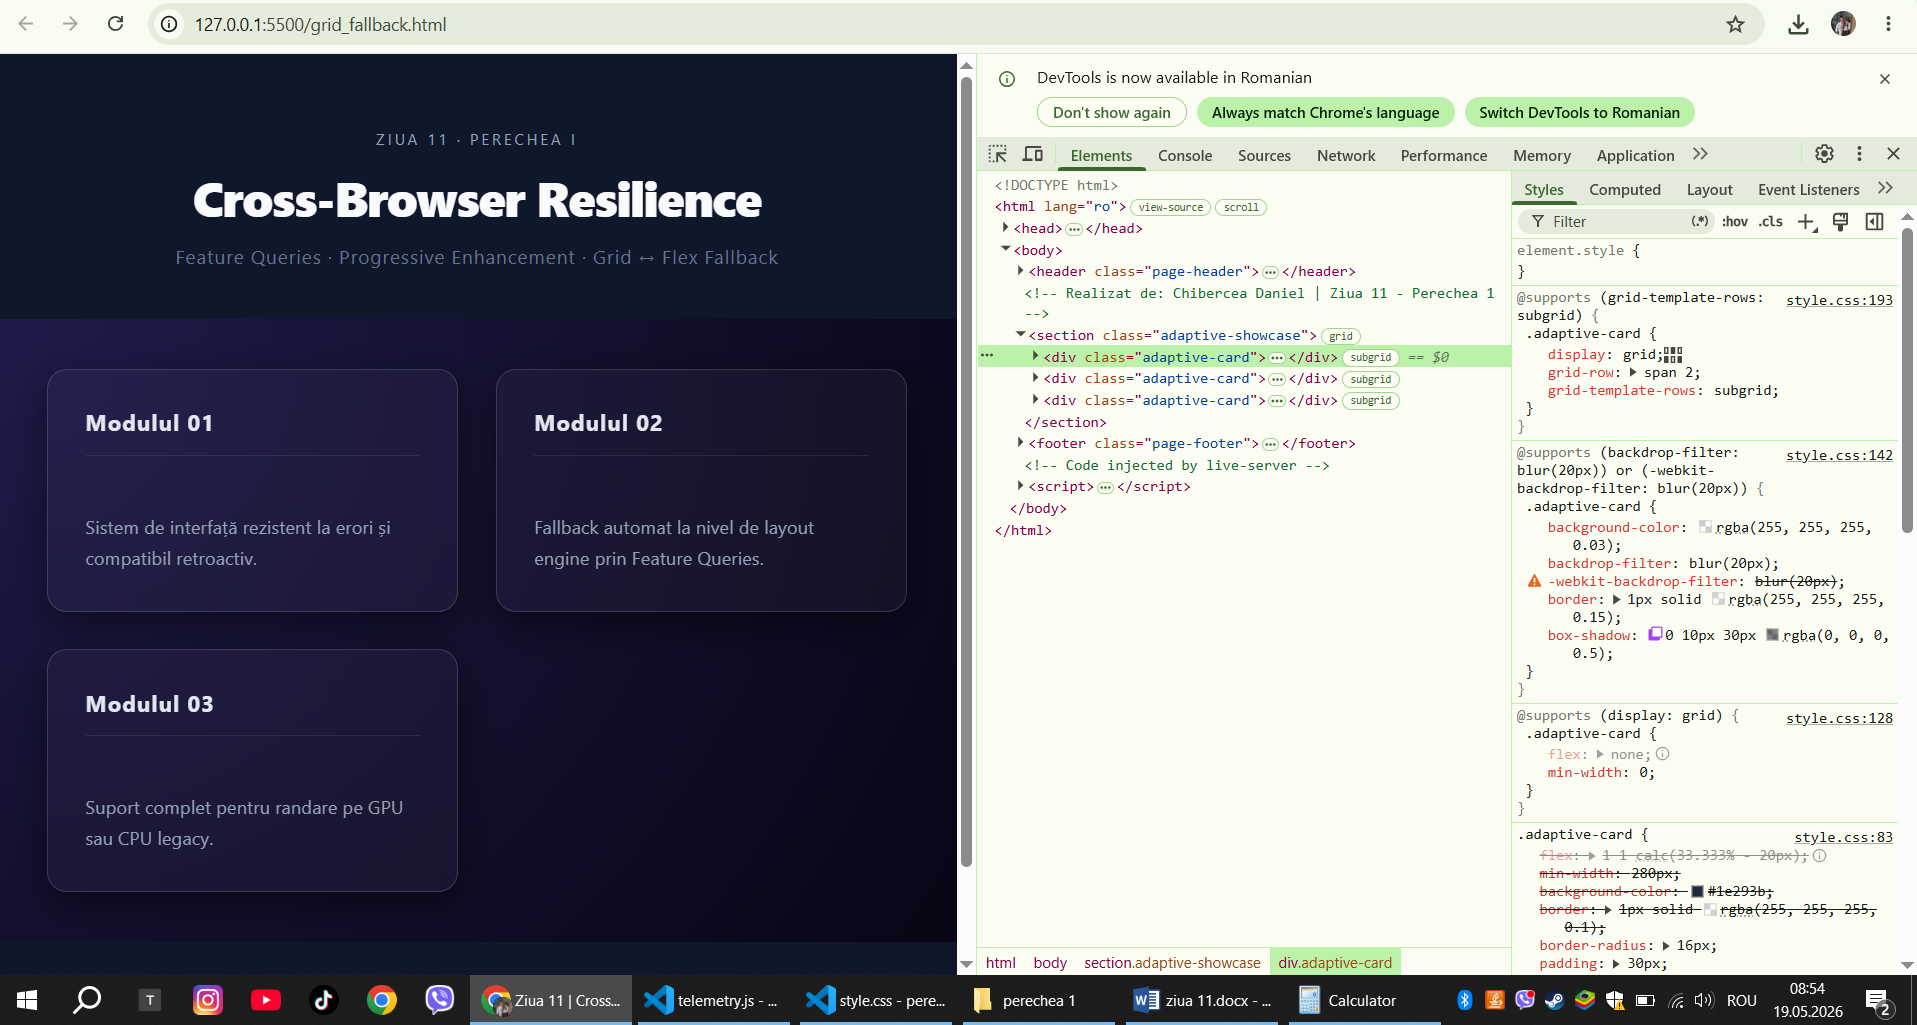 127.0.0.1:5500/grid_fallback.html
ZIUA 11 · PERECHEA I
Cross-Browser Resilience
Feature Queries · Progressive Enhancement · Grid ↔ Flex Fallback
Modulul 01
Sistem de interfață rezistent la erori și
compatibil retroactiv.
Modulul 02
Fallback automat la nivel de layout
engine prin Feature Queries.
Modulul 03
Suport complet pentru randare pe GPU
sau CPU legacy.
DevTools is now available in Romanian
Don't show again
Always match Chrome's language
Switch DevTools to Romanian
Elements Console Sources Network Performance Memory Application
<!DOCTYPE html>
<html lang="ro"> view-source scroll
<head> ••• </head>
<body>
<header class="page-header"> ••• </header>
<!-- Realizat de: Chibercea Daniel | Ziua 11 - Perechea 1
-->
<section class="adaptive-showcase"> grid
••• <div class="adaptive-card"> ••• </div> subgrid == $0
<div class="adaptive-card"> ••• </div> subgrid
<div class="adaptive-card"> ••• </div> subgrid
</section>
<footer class="page-footer"> ••• </footer>
<!-- Code injected by live-server -->
<script> ••• </script>
</body>
</html>
html body section.adaptive-showcase div.adaptive-card
Styles Computed Layout Event Listeners
Filter (.*) :hov .cls
element.style {
}
@supports (grid-template-rows: style.css:193
subgrid) {
.adaptive-card {
display: grid;
grid-row: span 2;
grid-template-rows: subgrid;
}
}
@supports (backdrop-filter: style.css:142
blur(20px)) or (-webkit-
backdrop-filter: blur(20px)) {
.adaptive-card {
background-color: rgba(255, 255, 255,
0.03);
backdrop-filter: blur(20px);
-webkit-backdrop-filter: blur(20px);
border: 1px solid rgba(255, 255, 255,
0.15);
box-shadow: 0 10px 30px rgba(0, 0, 0,
0.5);
}
}
@supports (display: grid) { style.css:128
.adaptive-card {
flex: none;
min-width: 0;
}
}
.adaptive-card { style.css:83
flex: 1 1 calc(33.333% - 20px);
min-width: 280px;
background-color: #1e293b;
border: 1px solid rgba(255, 255, 255,
0.1);
border-radius: 16px;
padding: 30px;
T
Ziua 11 | Cross...
telemetry.js - ...
style.css - pere...
perechea 1
ziua 11.docx - ...
Calculator
ROU
08:54
19.05.2026
2